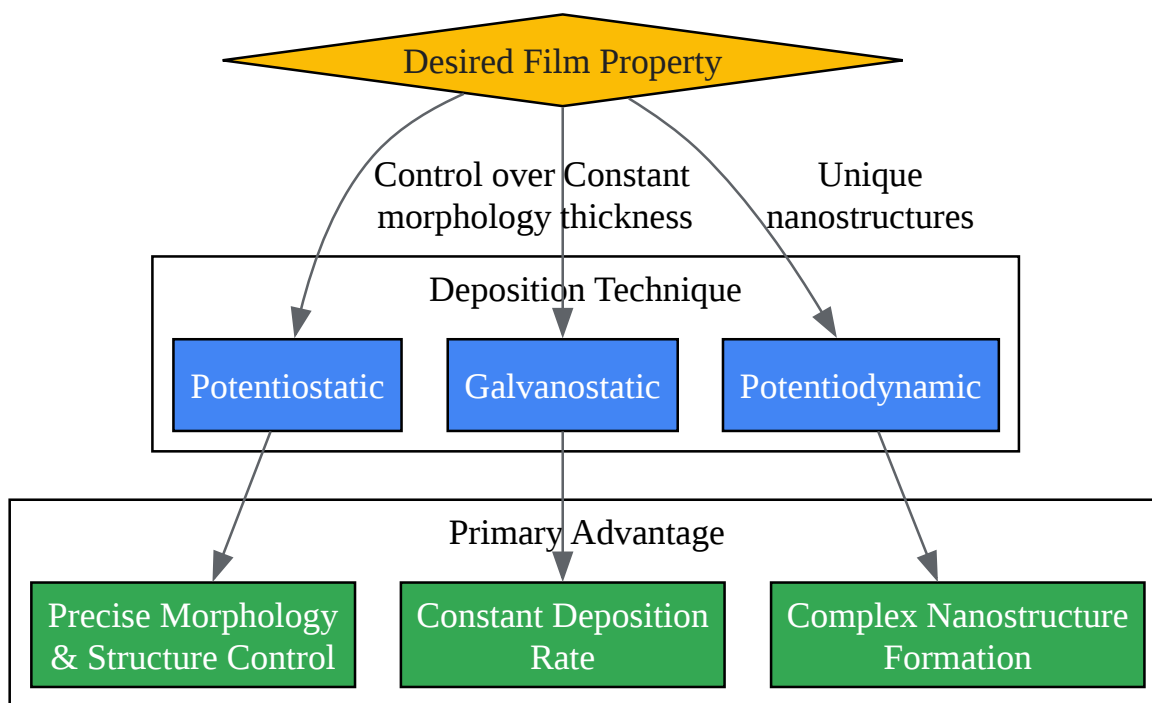 Desired Film Property
Control over
morphology
Constant
thickness
Unique
nanostructures
Deposition Technique
Potentiostatic
Galvanostatic
Potentiodynamic
Primary Advantage
Precise Morphology
& Structure Control
Constant Deposition
Rate
Complex Nanostructure
Formation